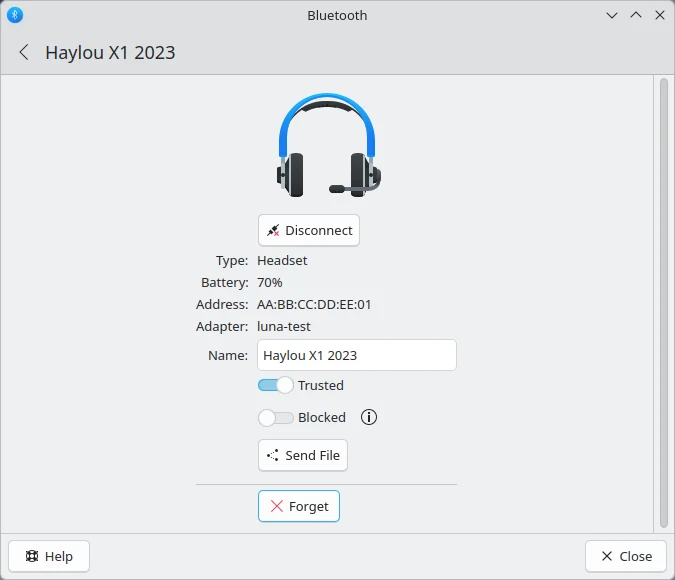 Bluetooth
Haylou X1 2023
Disconnect
Type: Headset
Battery: 70%
Address: AA:BB:CC:DD:EE:01
Adapter: luna-test
Name: Haylou X1 2023
Trusted
Blocked
Send File
Forget
Help
Close